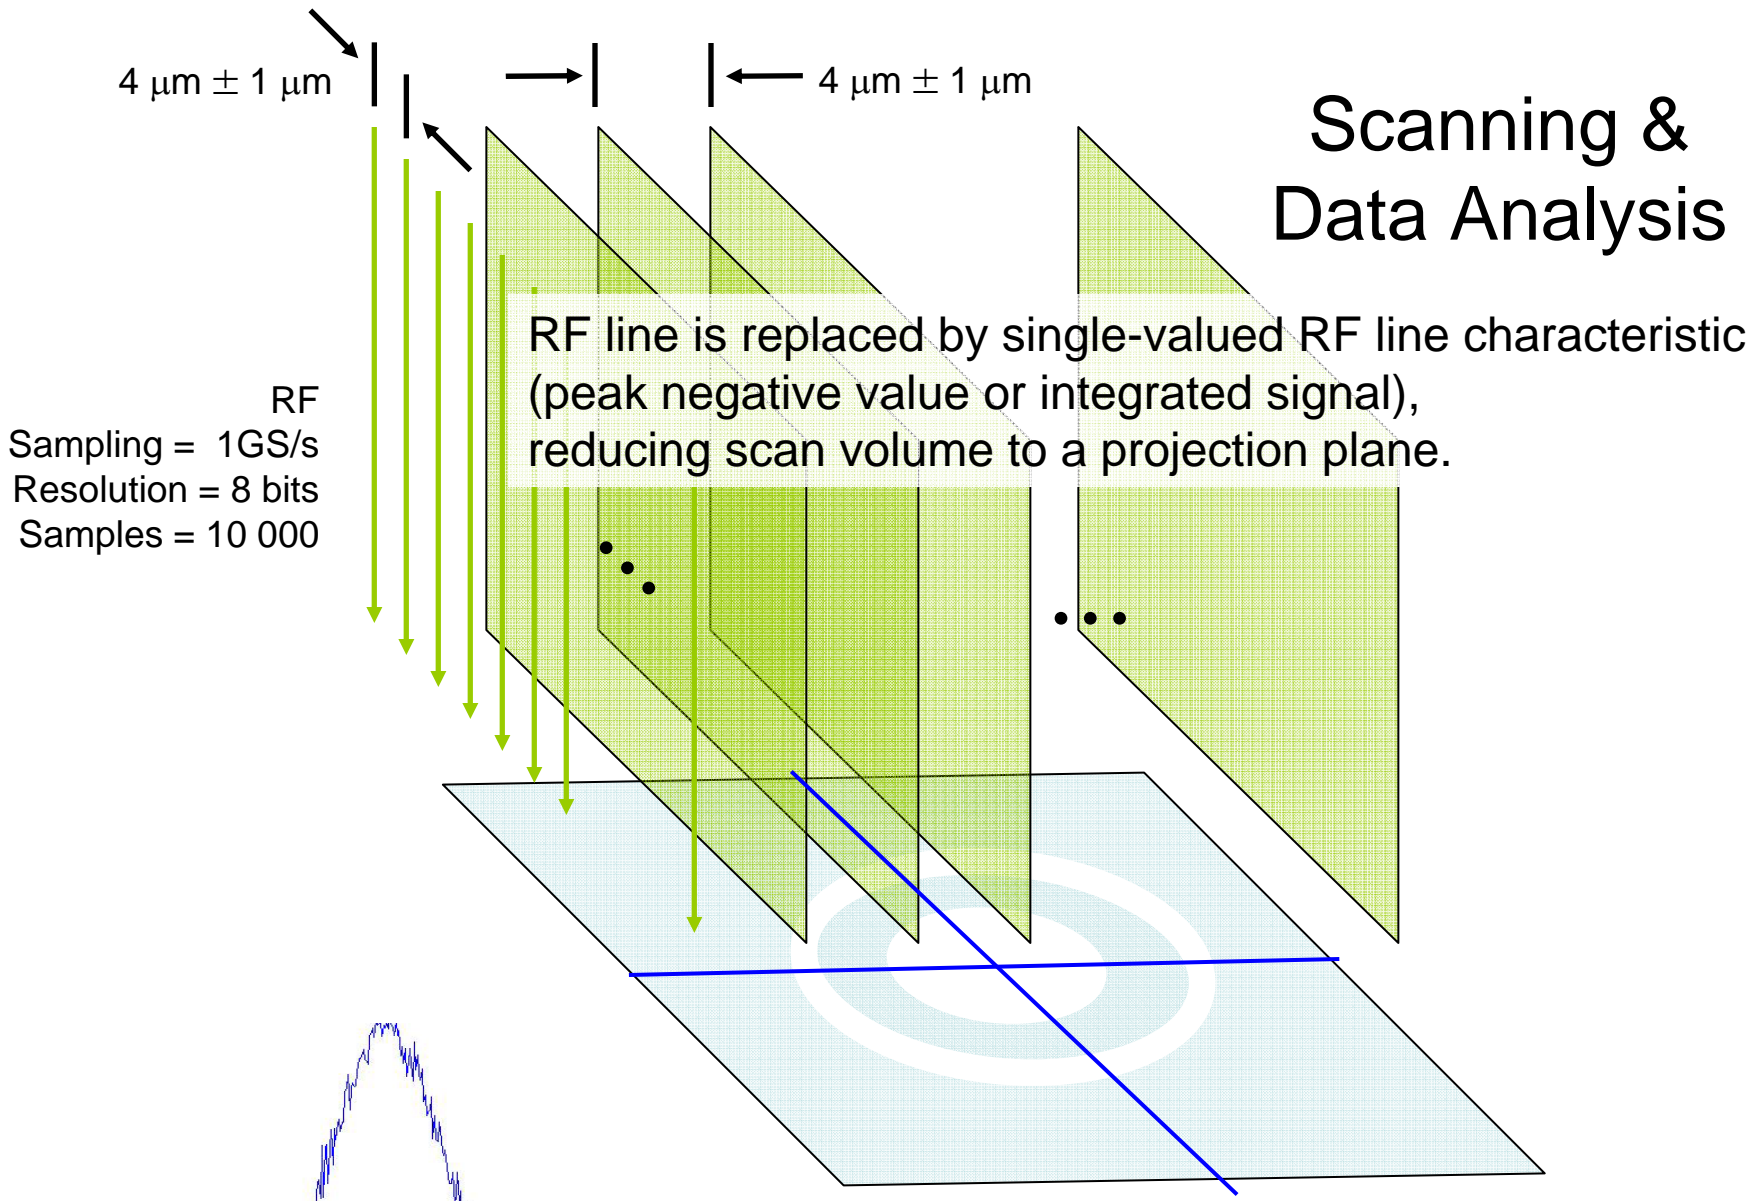 4 μm ± 1 μm
4 μm ± 1 μm
Scanning &
Data Analysis
RF line is replaced by single-valued RF line characteristic
(peak negative value or integrated signal),
reducing scan volume to a projection plane.
RF
Sampling = 1GS/s
Resolution = 8 bits
Samples = 10 000